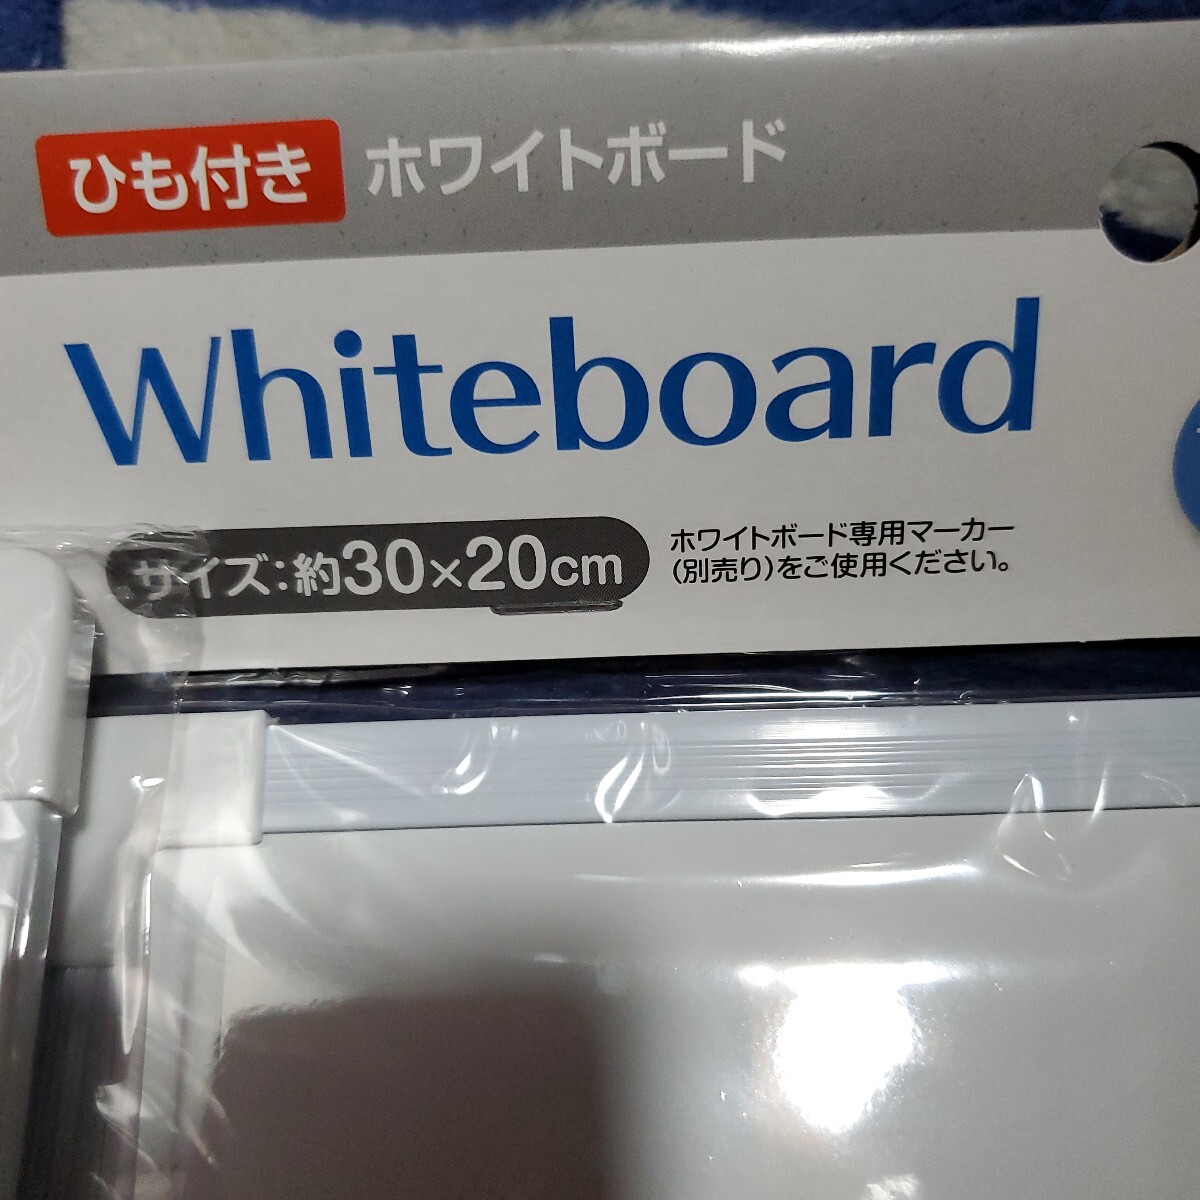 ひも付き ホワイトボード
Whiteboard
サイズ:約30×20cm
ホワイトボード専用マーカー
(別売り)をご使用ください。